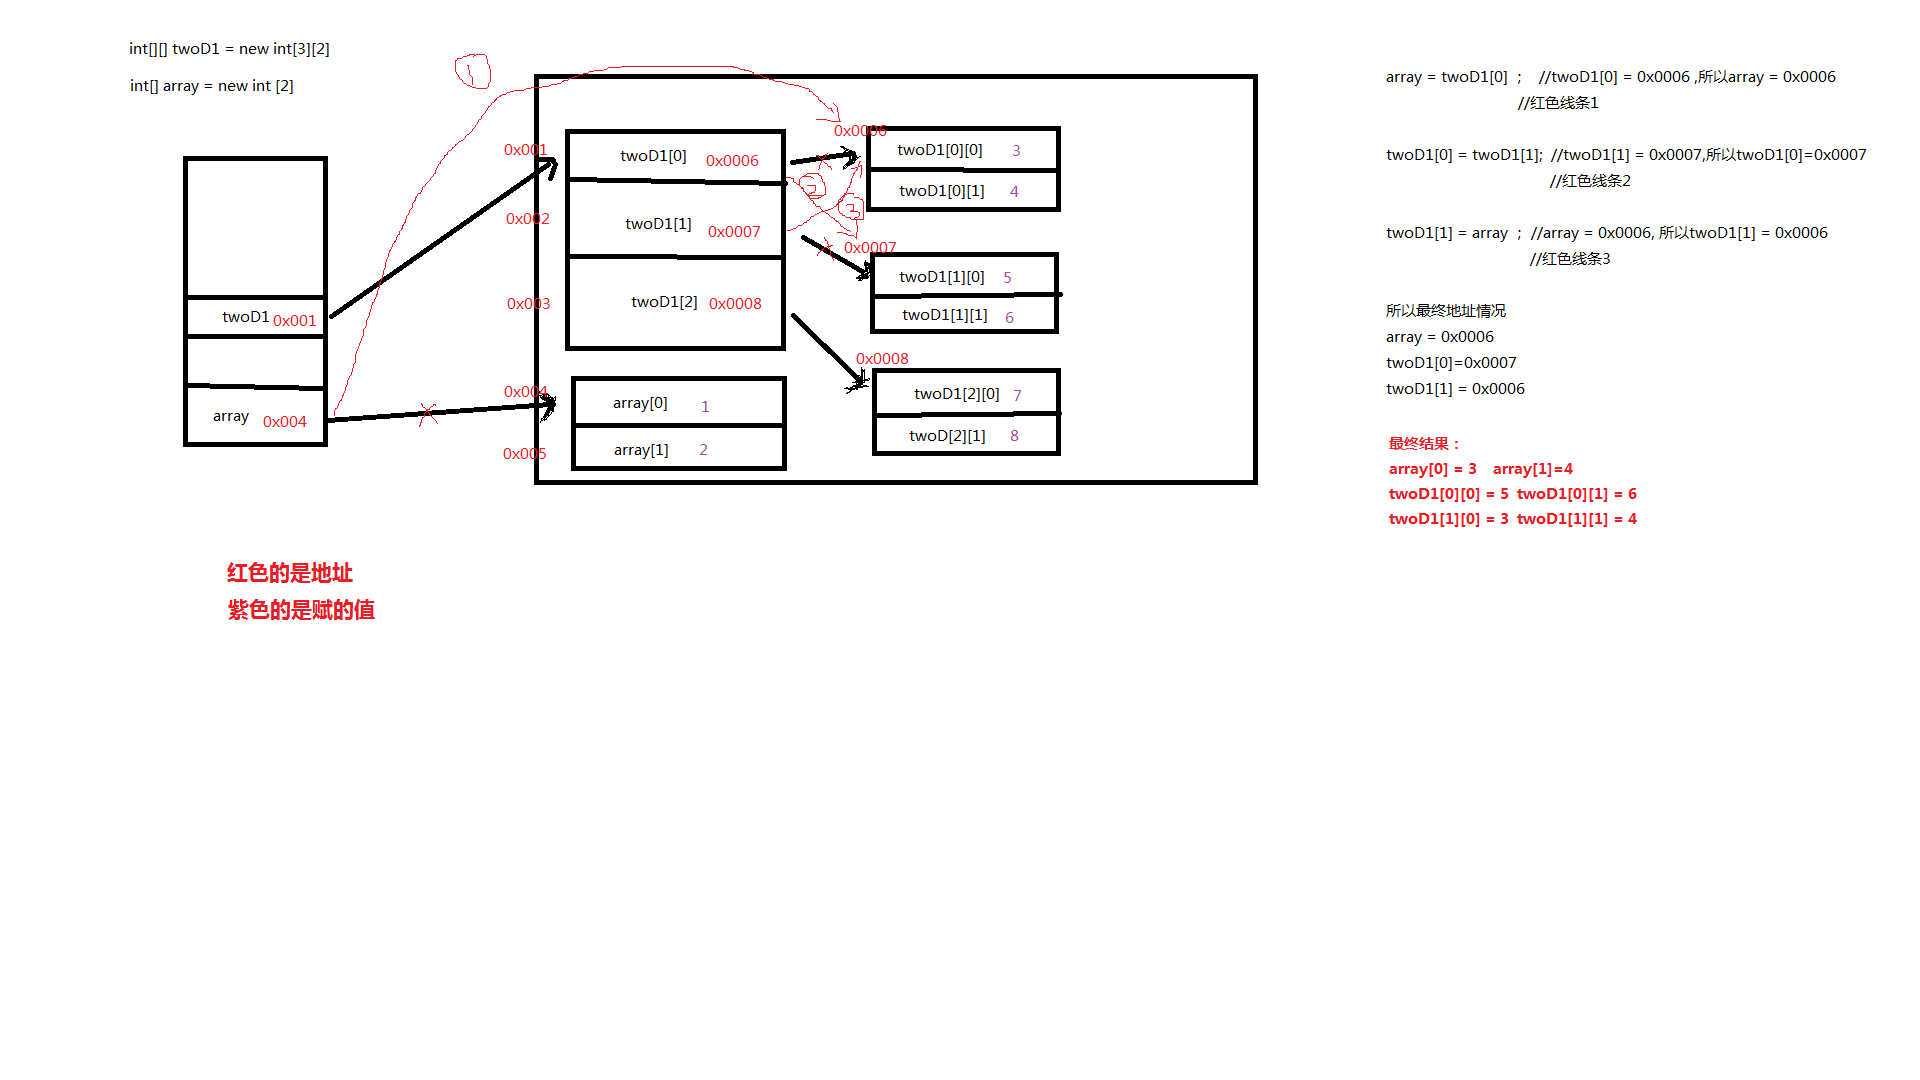 int[][] twoD1 = new int[3][2]
int[] array = new int [2]
1
twoD1 0x001
array 0x004
0x001
0x002
0x003
0x004
0x005
twoD1[0] 0x0006
twoD1[1] 0x0007
twoD1[2] 0x0008
array[0] 1
array[1] 2
0x0006
twoD1[0][0] 3
twoD1[0][1] 4
2
3
0x0007
twoD1[1][0] 5
twoD1[1][1] 6
0x0008
twoD1[2][0] 7
twoD[2][1] 8
array = twoD1[0] ; //twoD1[0] = 0x0006 ,所以array = 0x0006
//红色线条1
twoD1[0] = twoD1[1]; //twoD1[1] = 0x0007,所以twoD1[0]=0x0007
//红色线条2
twoD1[1] = array ; //array = 0x0006, 所以twoD1[1] = 0x0006
//红色线条3
所以最终地址情况
array = 0x0006
twoD1[0]=0x0007
twoD1[1] = 0x0006
最终结果：
array[0] = 3 array[1]=4
twoD1[0][0] = 5 twoD1[0][1] = 6
twoD1[1][0] = 3 twoD1[1][1] = 4
红色的是地址
紫色的是赋的值